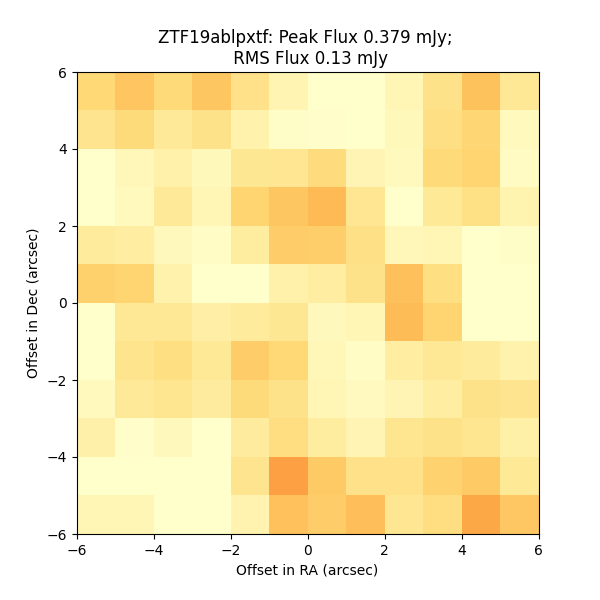 ZTF19ablpxtf: Peak Flux 0.379 mJy;
RMS Flux 0.13 mJy
6
4
2
0
−2
−4
−6
Offset in Dec (arcsec)
−6 −4 −2 0 2 4 6
Offset in RA (arcsec)